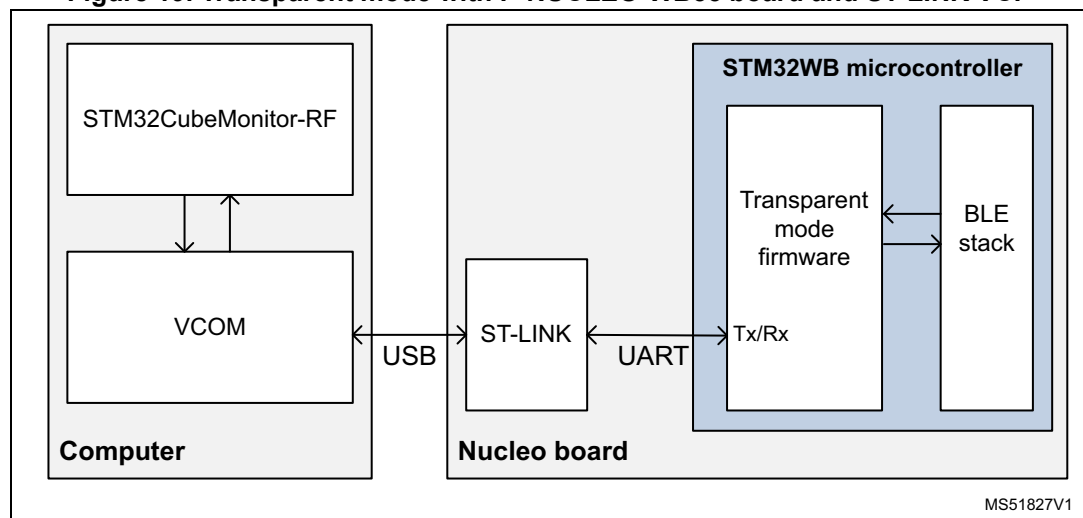 STM32WB microcontroller
STM32CubeMonitor-RF
Transparent
mode
firmware
BLE
stack
VCOM
ST-LINK
Tx/Rx
USB
UART
Computer
Nucleo board
MS51827V1